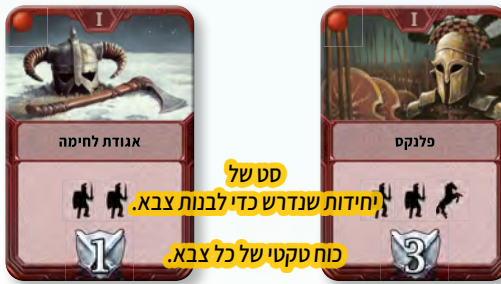 I
אגודת לחימה
1
I
פלנקס
3
סט של
יחידות שנדרש כדי לבנות צבא.
כוח טקטי של כל צבא.